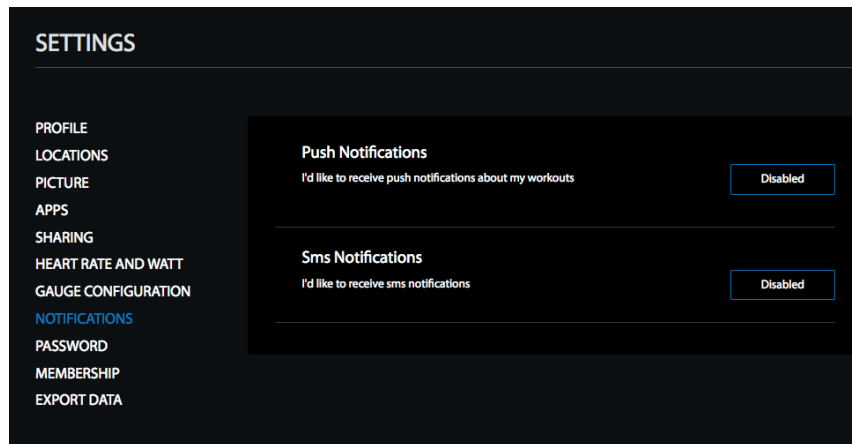 SETTINGS
PROFILE
LOCATIONS
PICTURE
APPS
SHARING
HEART RATE AND WATT
GAUGE CONFIGURATION
NOTIFICATIONS
PASSWORD
MEMBERSHIP
EXPORT DATA
Push Notifications
I'd like to receive push notifications about my workouts
Disabled
Sms Notifications
I'd like to receive sms notifications
Disabled